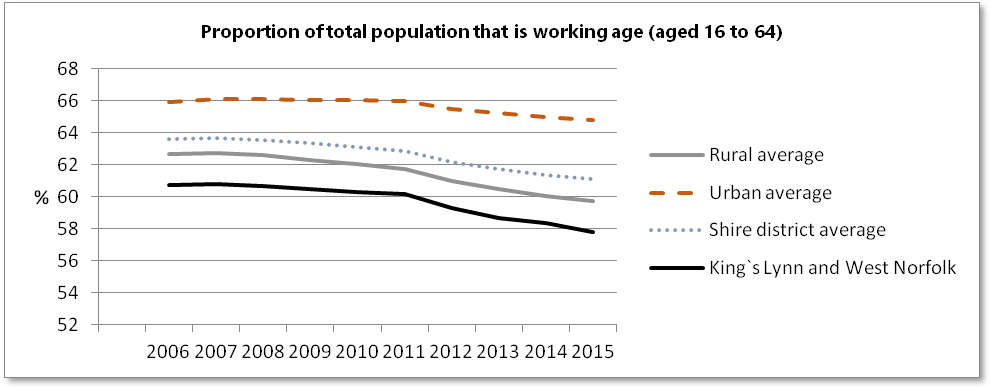 Proportion of total population that is working age (aged 16 to 64)
68
66
64
62
60
58
56
54
52
%
2006 2007 2008 2009 2010 2011 2012 2013 2014 2015
Rural average
Urban average
Shire district average
King`s Lynn and West Norfolk